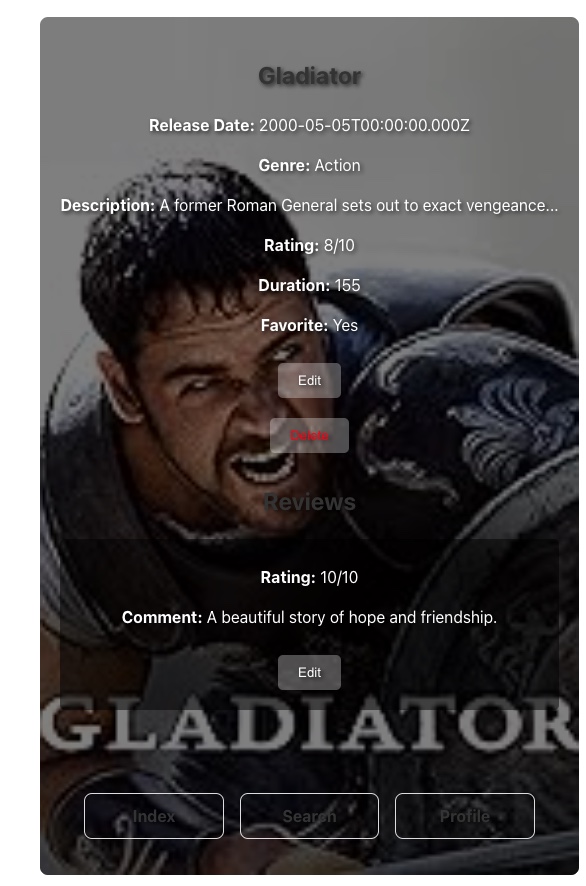 Gladiator
Release Date: 2000-05-05T00:00:00.000Z
Genre: Action
Description: A former Roman General sets out to exact vengeance...
Rating: 8/10
Duration: 155
Favorite: Yes
Edit
Delete
Reviews
Rating: 10/10
Comment: A beautiful story of hope and friendship.
Edit
GLADIATOR
Index Search Profile